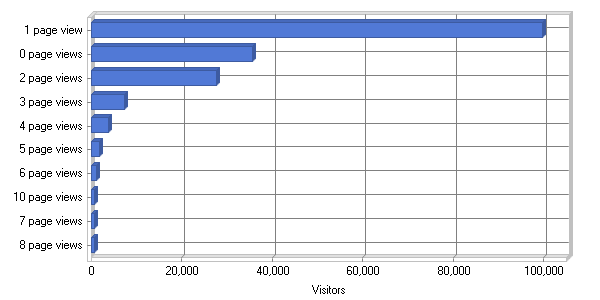 1 page view
0 page views
2 page views
3 page views
4 page views
5 page views
6 page views
10 page views
7 page views
8 page views
0 20,000 40,000 60,000 80,000 100,000
Visitors